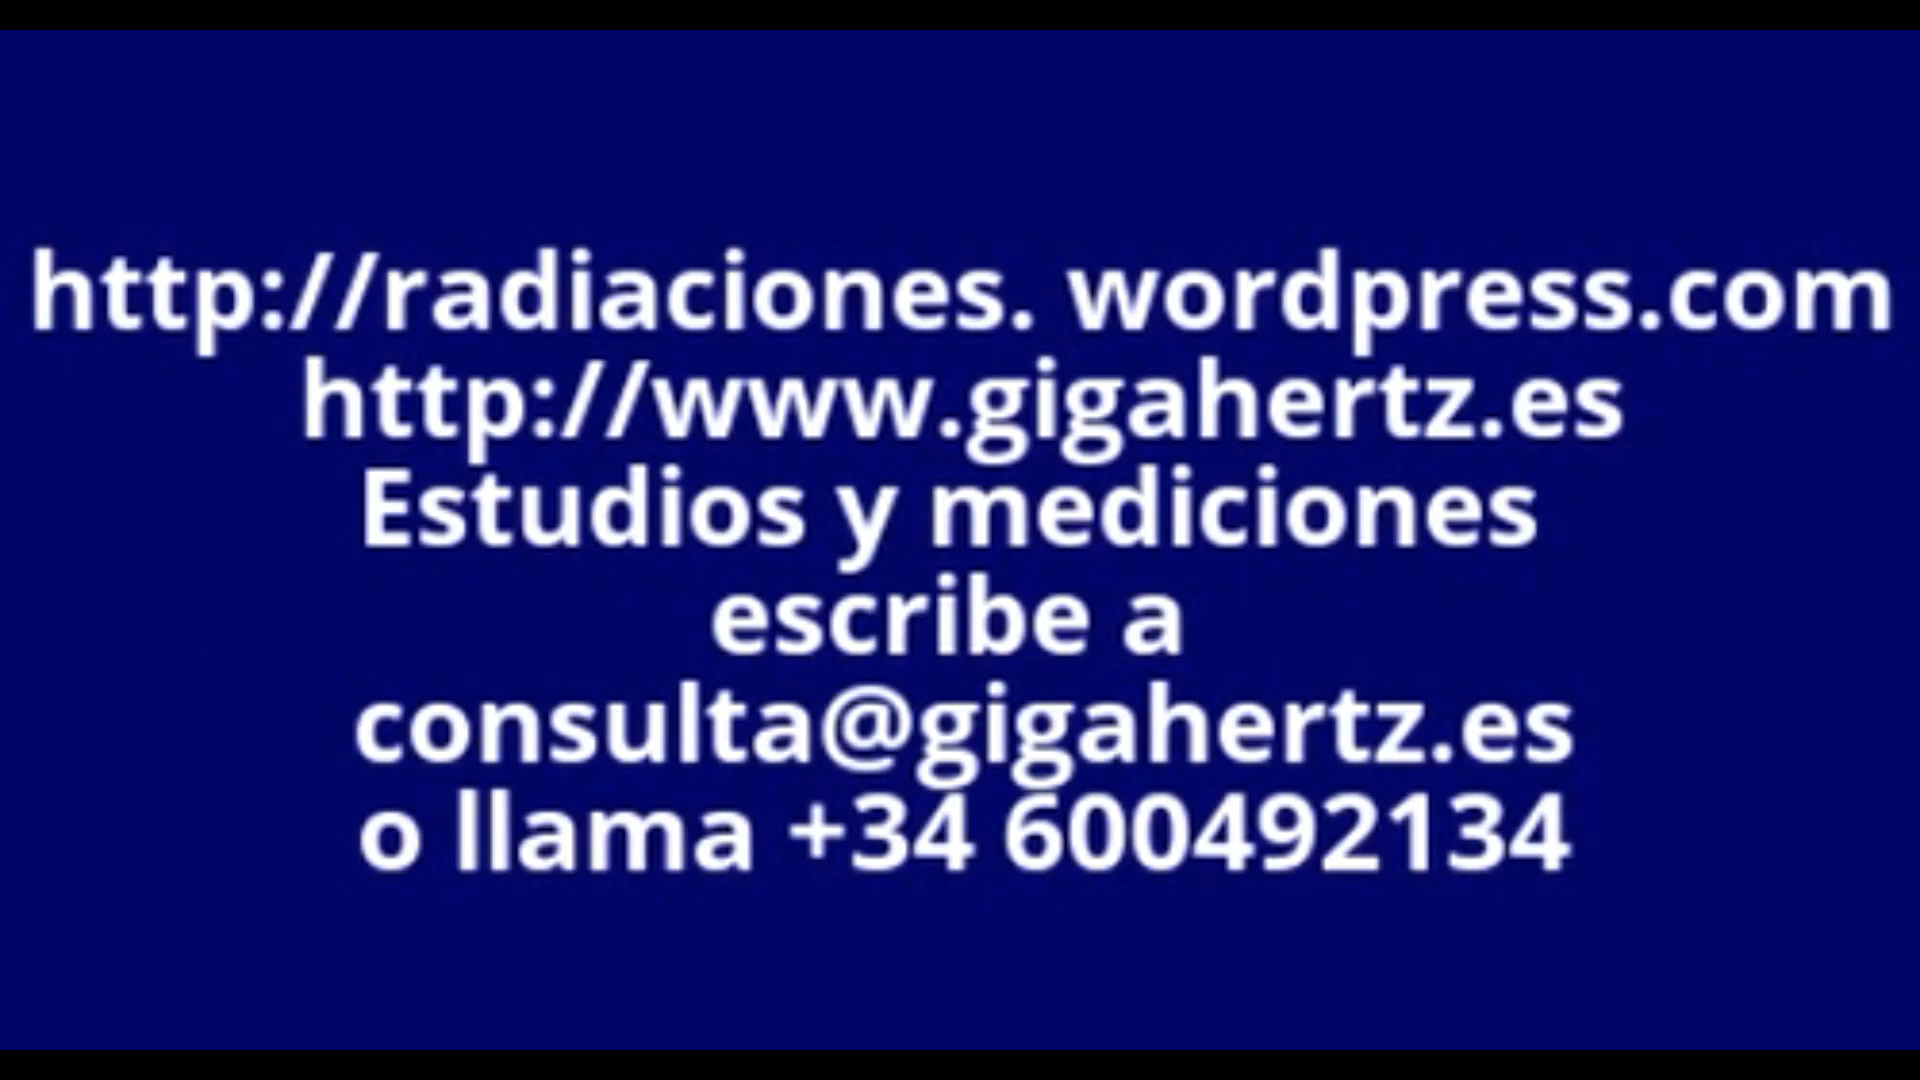 http://radiaciones. wordpress.com
http://www.gigahertz.es
Estudios y mediciones
escribe a
consulta@gigahertz.es
o llama +34 600492134